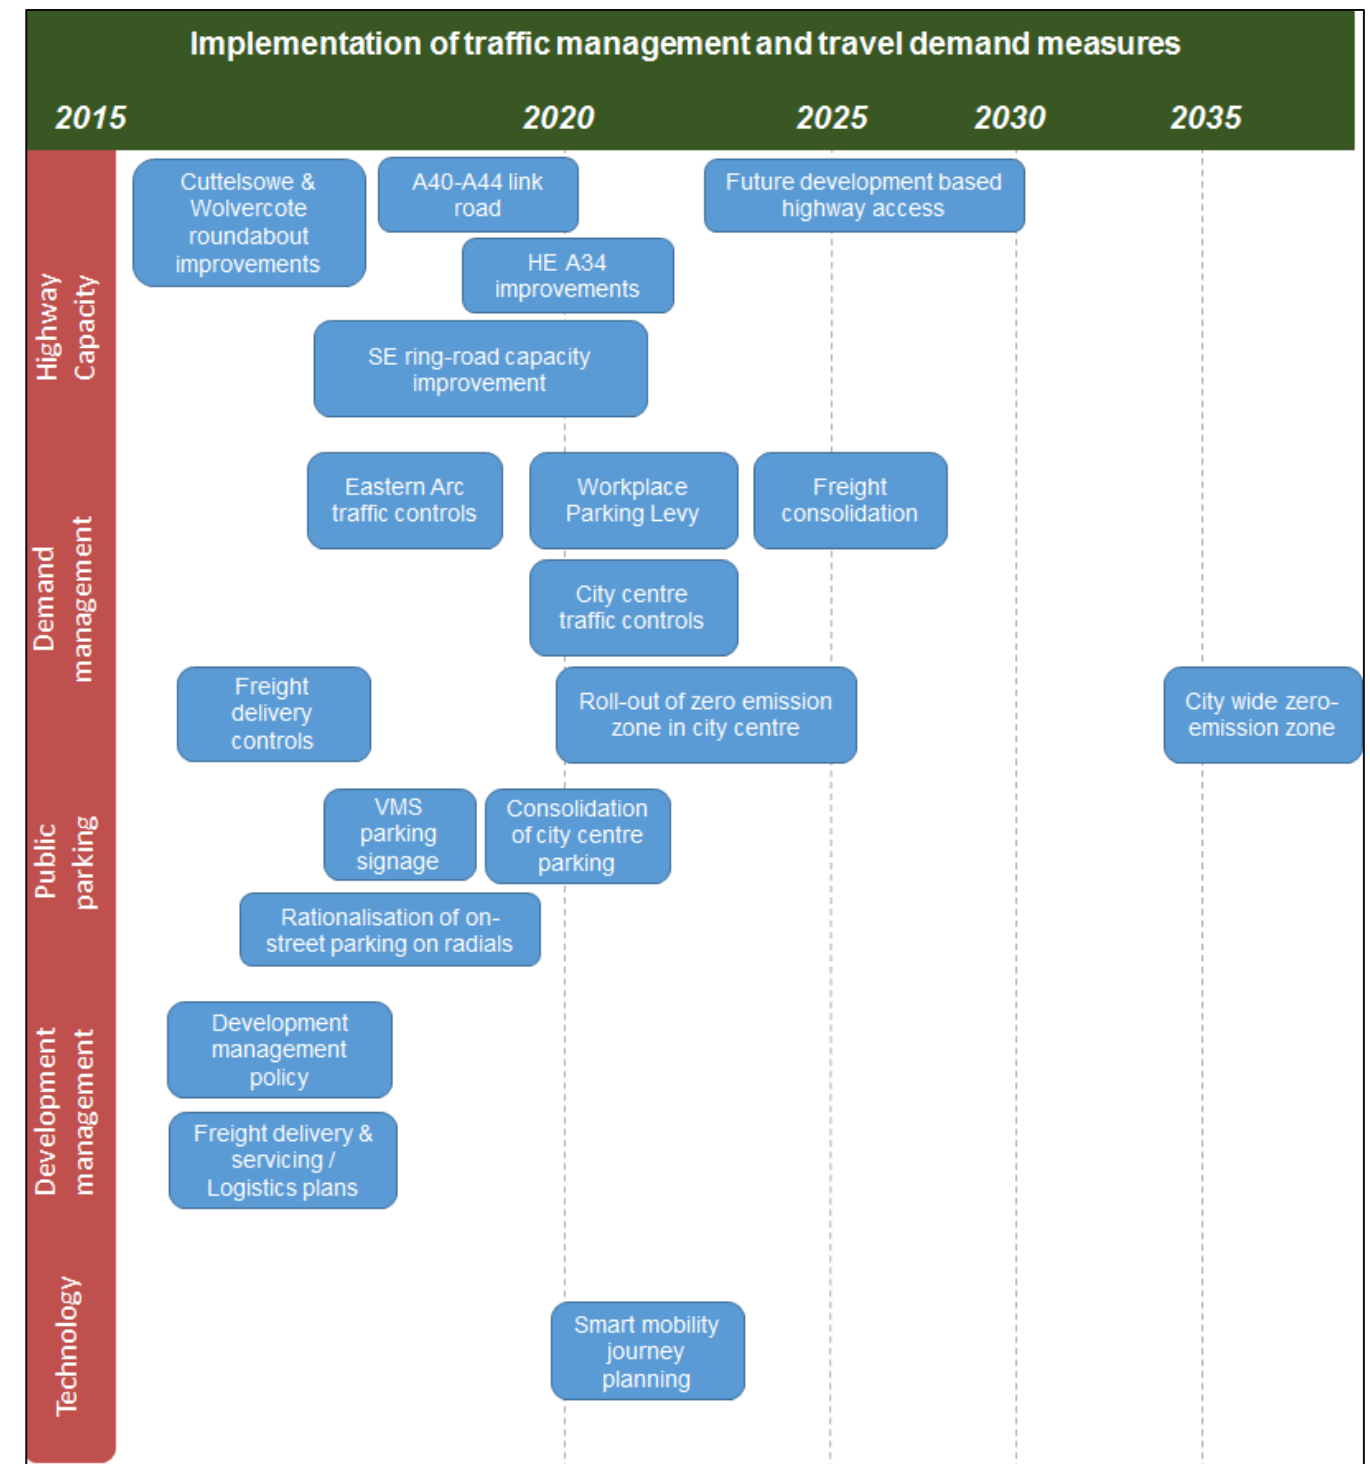 Implementation of traffic management and travel demand measures
2015 2020 2025 2030 2035
Highway
Capacity
Cuttelsowe &
Wolvercote
roundabout
improvements
A40-A44 link
road
Future development based
highway access
HE A34
improvements
SE ring-road capacity
improvement
Demand
management
Eastern Arc
traffic controls
Workplace
Parking Levy
Freight
consolidation
City centre
traffic controls
Freight
delivery
controls
Roll-out of zero emission
zone in city centre
City wide zero-
emission zone
Public
parking
VMS
parking
signage
Consolidation
of city centre
parking
Rationalisation of on-
street parking on radials
Development
management
Development
management
policy
Freight delivery &
servicing /
Logistics plans
Technology
Smart mobility
journey
planning